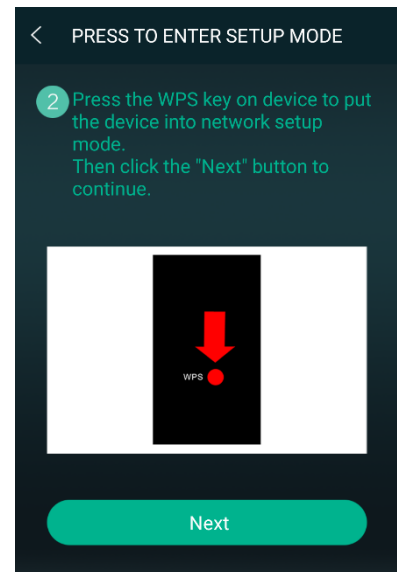 PRESS TO ENTER SETUP MODE
2
Press the WPS key on device to put
the device into network setup
mode.
Then click the "Next" button to
continue.
WPS
Next